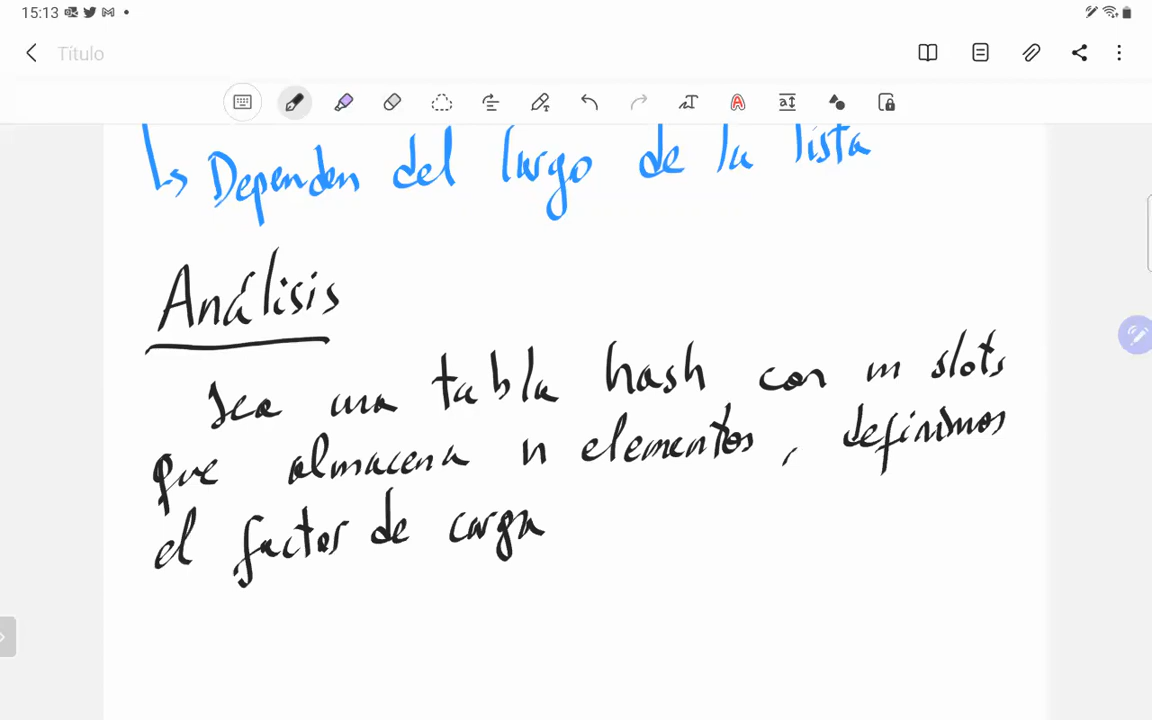 15:13
Título
A
↳ Dependen del largo de la lista
Análisis
Sea una tabla hash con m slots
que almacena n elementos, definimos
el factor de carga